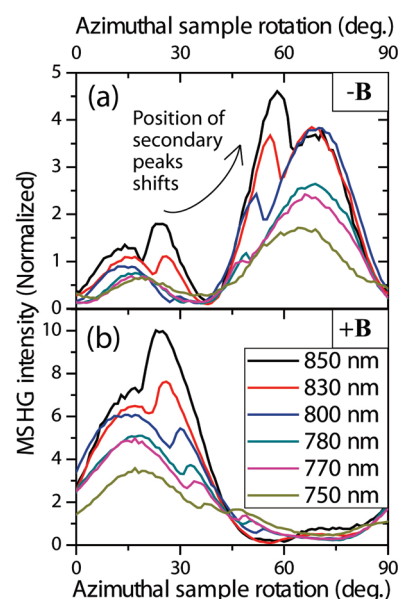 Azimuthal sample rotation (deg.)
0 30 60 90
5
(a)
-B
Position of
secondary
peaks
shifts
4
3
2
1
0
MSHG intensity (Normalized)
10
(b)
+B
850 nm
830 nm
800 nm
780 nm
770 nm
750 nm
8
6
4
2
0
0 30 60 90
Azimuthal sample rotation (deg.)